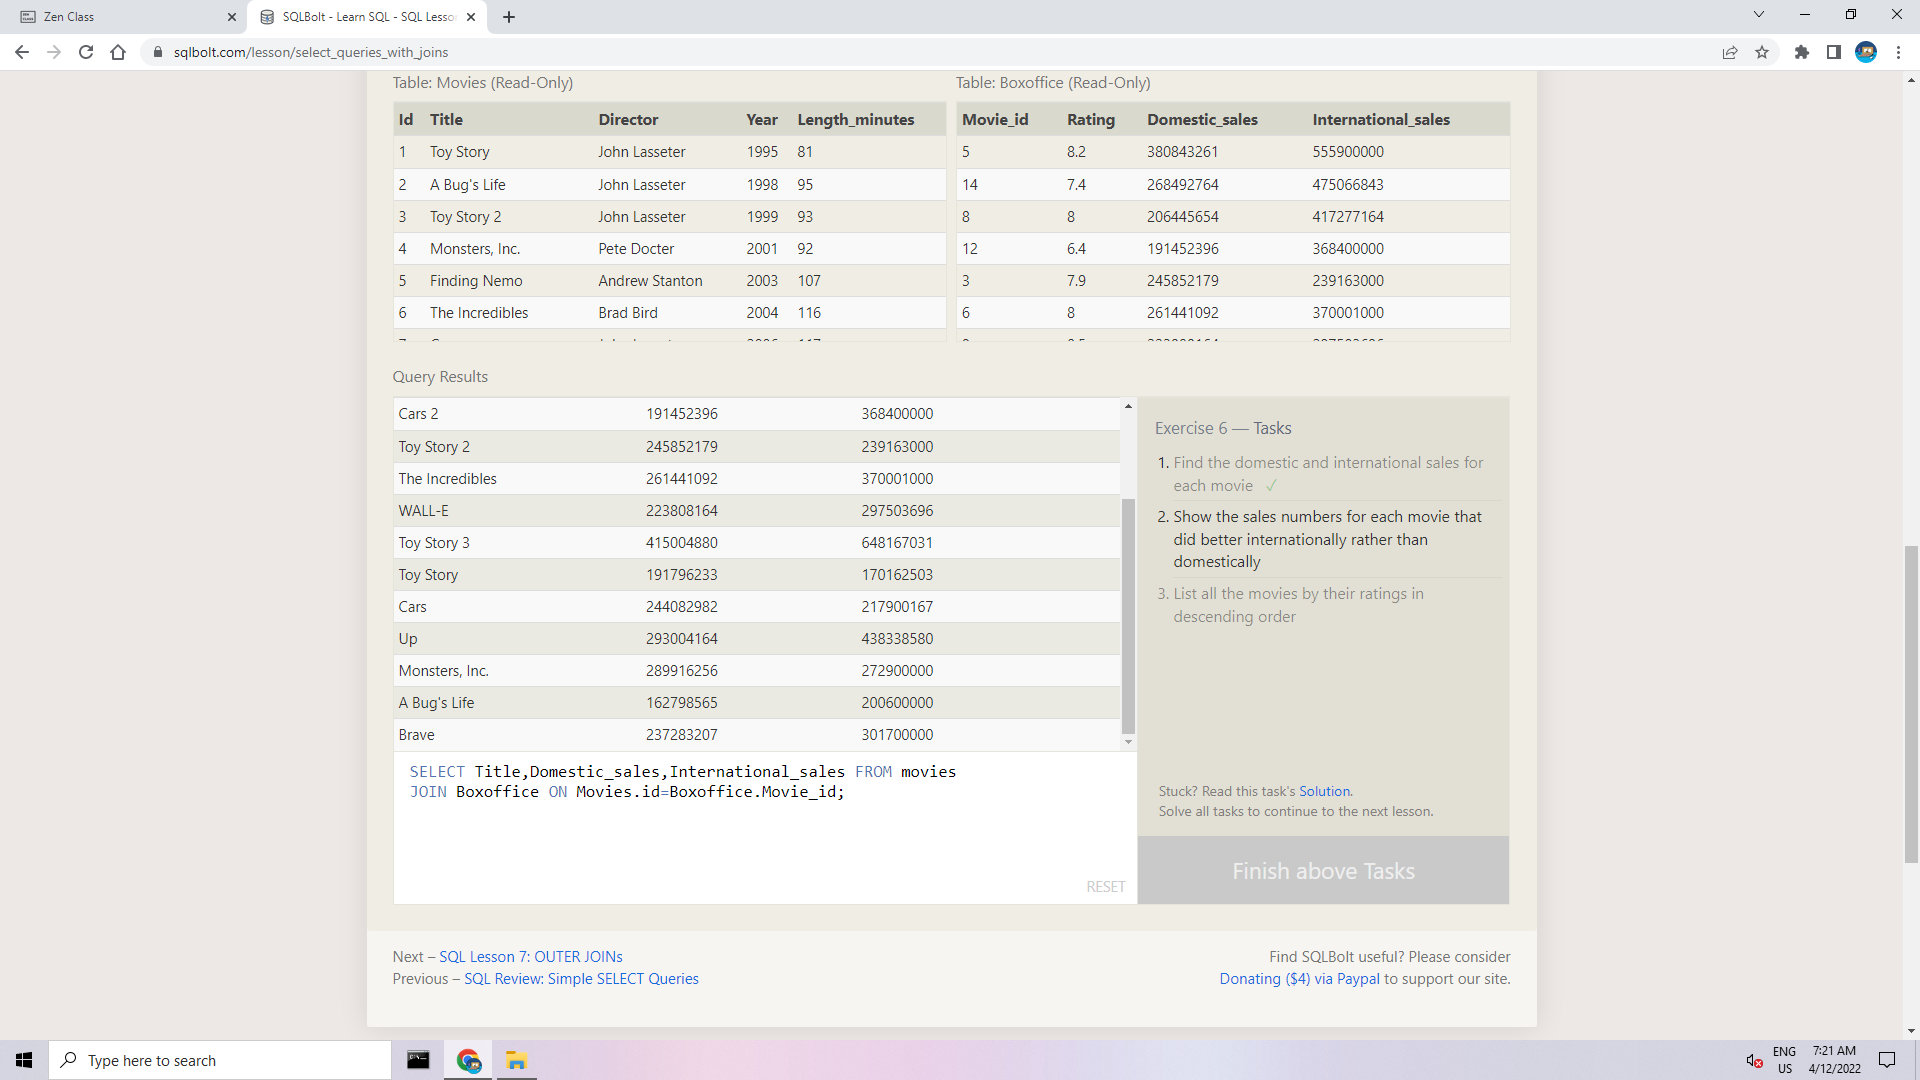 Zen Class
SQLBolt - Learn SQL - SQL Lesso
sqlbolt.com/lesson/select_queries_with_joins
Table: Movies (Read-Only)
Table: Boxoffice (Read-Only)
Id Title Director Year Length_minutes
1 Toy Story John Lasseter 1995 81
2 A Bug's Life John Lasseter 1998 95
3 Toy Story 2 John Lasseter 1999 93
4 Monsters, Inc. Pete Docter 2001 92
5 Finding Nemo Andrew Stanton 2003 107
6 The Incredibles Brad Bird 2004 116
Movie_id Rating Domestic_sales International_sales
5 8.2 380843261 555900000
14 7.4 268492764 475066843
8 8 206445654 417277164
12 6.4 191452396 368400000
3 7.9 245852179 239163000
6 8 261441092 370001000
Query Results
Cars 2 191452396 368400000
Toy Story 2 245852179 239163000
The Incredibles 261441092 370001000
WALL-E 223808164 297503696
Toy Story 3 415004880 648167031
Toy Story 191796233 170162503
Cars 244082982 217900167
Up 293004164 438338580
Monsters, Inc. 289916256 272900000
A Bug's Life 162798565 200600000
Brave 237283207 301700000
SELECT Title,Domestic_sales,International_sales FROM movies
JOIN Boxoffice ON Movies.id=Boxoffice.Movie_id;
RESET
Exercise 6 — Tasks
1. Find the domestic and international sales for
each movie ✓
2. Show the sales numbers for each movie that
did better internationally rather than
domestically
3. List all the movies by their ratings in
descending order
Stuck? Read this task's Solution.
Solve all tasks to continue to the next lesson.
Finish above Tasks
Next – SQL Lesson 7: OUTER JOINs
Previous – SQL Review: Simple SELECT Queries
Find SQLBolt useful? Please consider
Donating ($4) via Paypal to support our site.
Type here to search
ENG
US
7:21 AM
4/12/2022